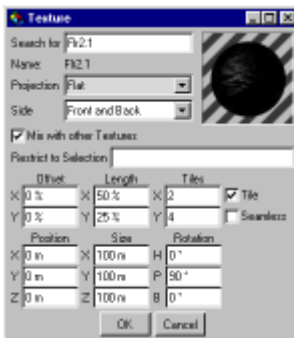 Texture
Search for Flr2.1
Name: Flr2.1
Projection Flat
Side Front and Back
Mix with other Textures
Restrict to Selection
Offset Length Tiles
X 0 % X 50 % X 2 Tile
Y 0 % Y 25 % Y 4 Seamless
Position Size Rotation
X 0 m X 100 m H 0 °
Y 0 m Y 100 m P 90 °
Z 0 m Z 100 m B 0 °
OK Cancel